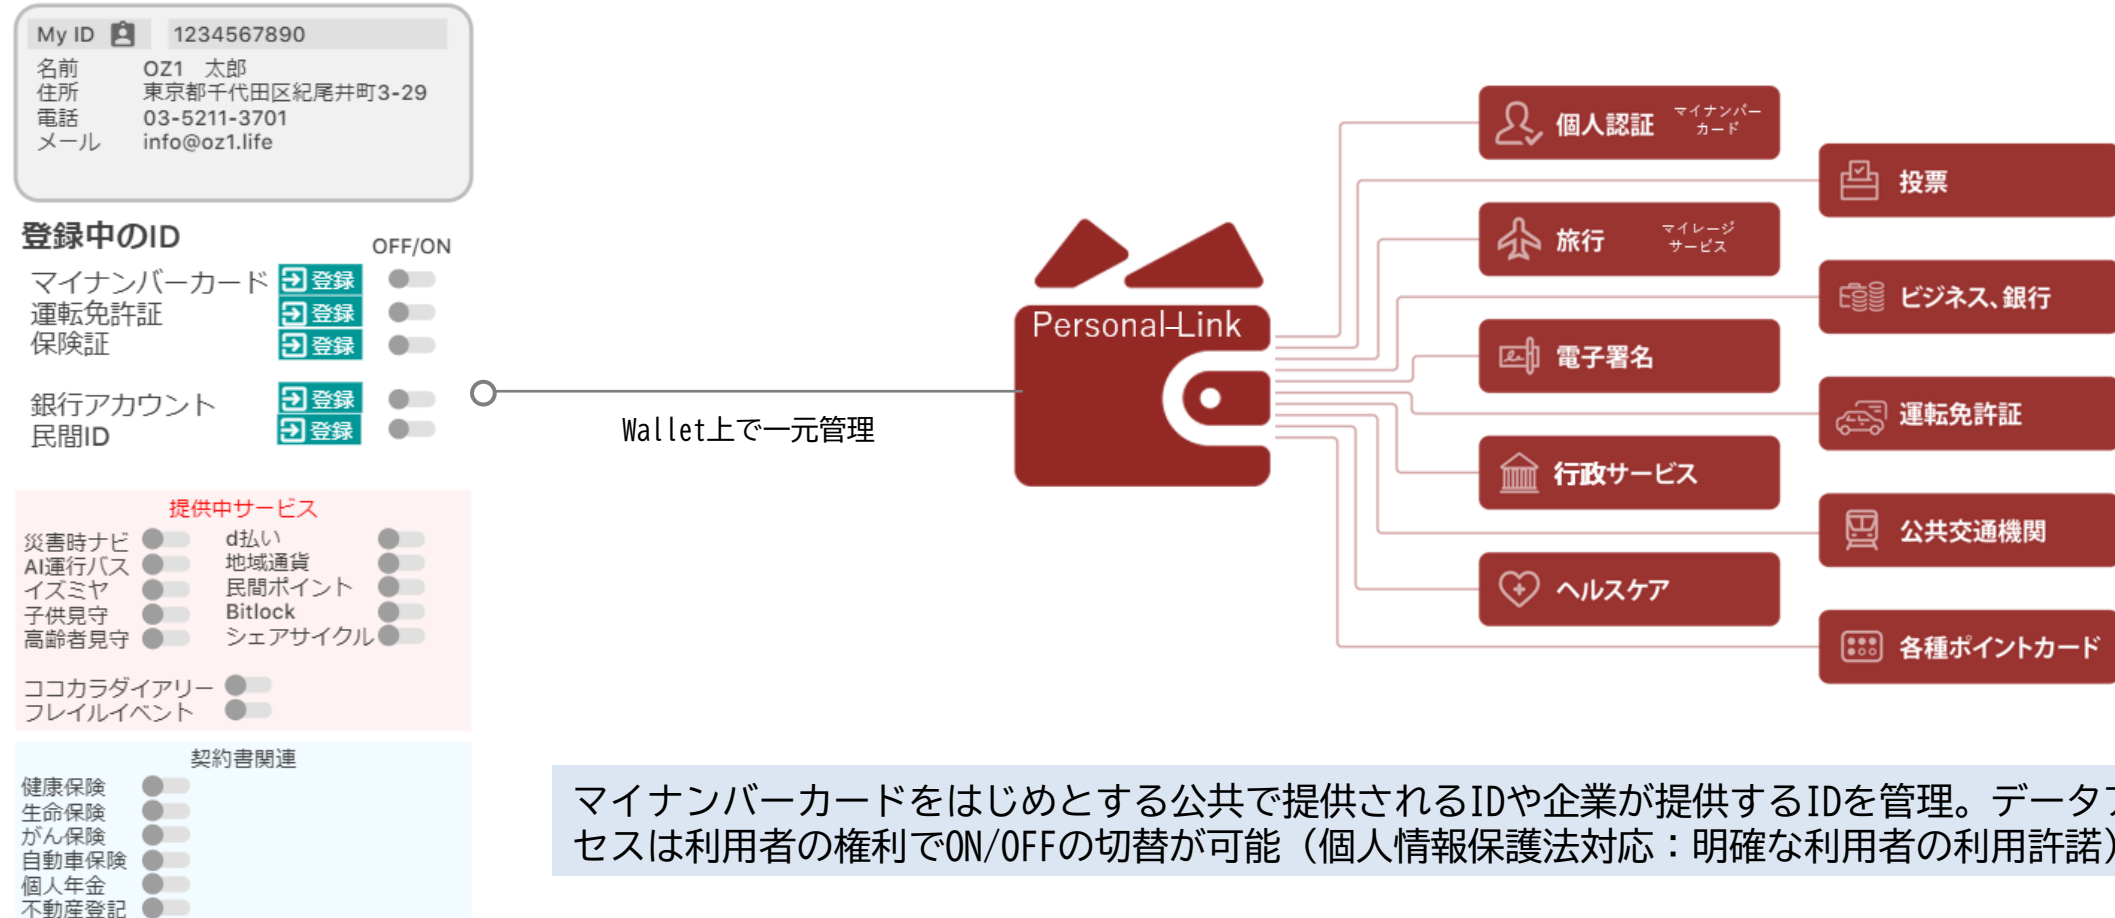 My ID 1234567890
名前 OZ1 太郎
住所 東京都千代田区紀尾井町3-29
電話 03-5211-3701
メール info@oz1.life
登録中のID
OFF/ON
マイナンバーカード 登録
運転免許証 登録
保険証 登録
銀行アカウント 登録
民間ID 登録
提供中サービス
災害時ナビ d払い
AI運行バス 地域通貨
イズミヤ 民間ポイント
子供見守 Bitlock
高齢者見守 シェアサイクル
ココカラダイアリー
フレイルイベント
契約書関連
健康保険
生命保険
がん保険
自動車保険
個人年金
不動産登記
Wallet上で一元管理
Personal-Link
個人認証 マイナンバー
カード
投票
旅行 マイレージ
サービス
ビジネス、銀行
電子署名
運転免許証
行政サービス
公共交通機関
ヘルスケア
各種ポイントカード
マイナンバーカードをはじめとする公共で提供されるIDや企業が提供するIDを管理。データア
セスは利用者の権利でON/OFFの切替が可能（個人情報保護法対応：明確な利用者の利用許諾）